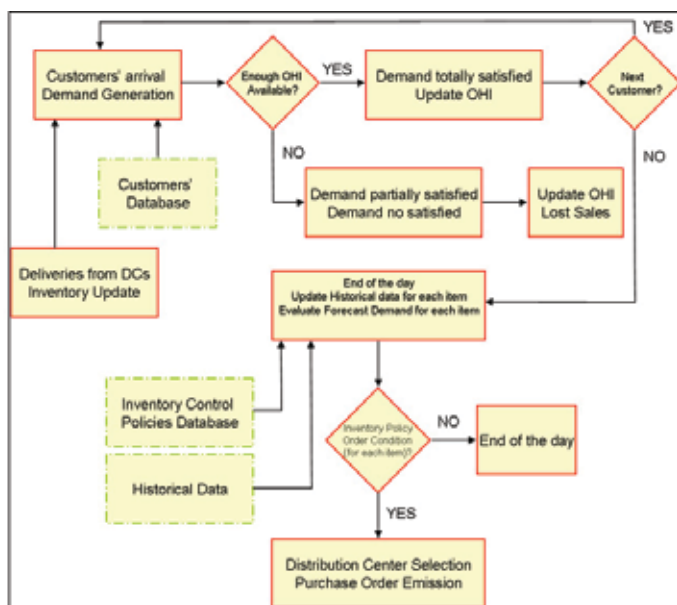 YES
Customers' arrival
Demand Generation
Enough OHI
Available?
YES
Demand totally satisfied
Update OHI
Next
Customer?
NO
NO
Customers'
Database
Demand partially satisfied
Demand no satisfied
Update OHI
Lost Sales
Deliveries from DCs
Inventory Update
End of the day
Update Historical data for each item
Evaluate Forecast Demand for each item
Inventory Control
Policies Database
Inventory Policy
Order Condition
(for each item)?
NO
End of the day
Historical Data
YES
Distribution Center Selection
Purchase Order Emission